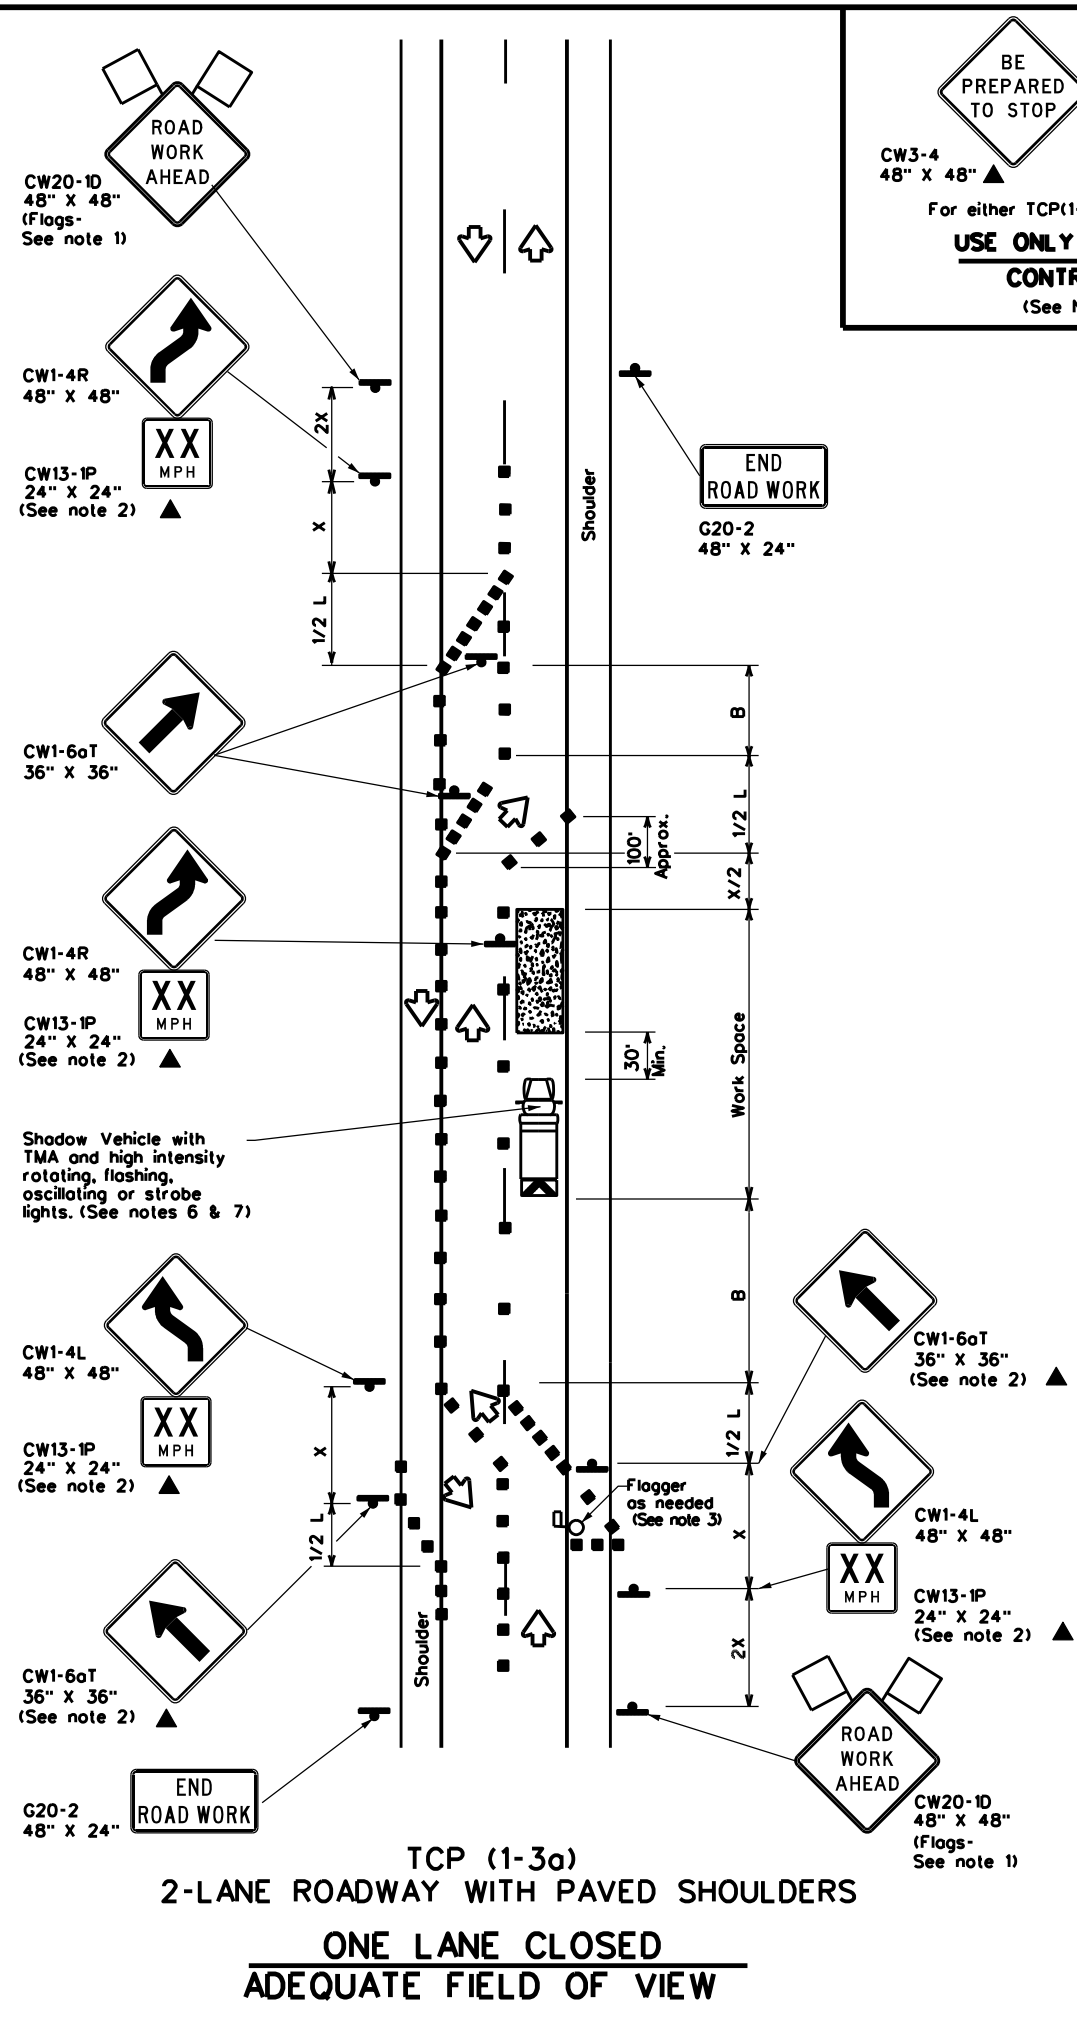 ROAD
WORK
AHEAD
CW20-1D
48" X 48"
(Flags-
See note 1)
CW1-4R
48" X 48"
XX
MPH
CW13-1P
24" X 24"
(See note 2)
2X
X
1/2 L
BE
PREPARED
TO STOP
CW3-4
48" X 48"
For either TCP(1-
USE ONLY
CONTR
(See
Shoulder
END
ROAD WORK
G20-2
48" X 24"
CW1-6aT
36" X 36"
B
1/2 L
100'
Approx.
X/2
CW1-4R
48" X 48"
XX
MPH
CW13-1P
24" X 24"
(See note 2)
30'
Min.
Work Space
Shadow Vehicle with
TMA and high intensity
rotating, flashing,
oscillating or strobe
lights. (See notes 6 & 7)
CW1-4L
48" X 48"
XX
MPH
CW13-1P
24" X 24"
(See note 2)
X
1/2 L
B
1/2 L
X
2X
CW1-6aT
36" X 36"
(See note 2)
Flagger
as needed
(See note 3)
CW1-4L
48" X 48"
XX
MPH
CW13-1P
24" X 24"
(See note 2)
Shoulder
CW1-6aT
36" X 36"
(See note 2)
END
ROAD WORK
G20-2
48" X 24"
ROAD
WORK
AHEAD
CW20-1D
48" X 48"
(Flags-
See note 1)
TCP (1-3a)
2-LANE ROADWAY WITH PAVED SHOULDERS
ONE LANE CLOSED
ADEQUATE FIELD OF VIEW